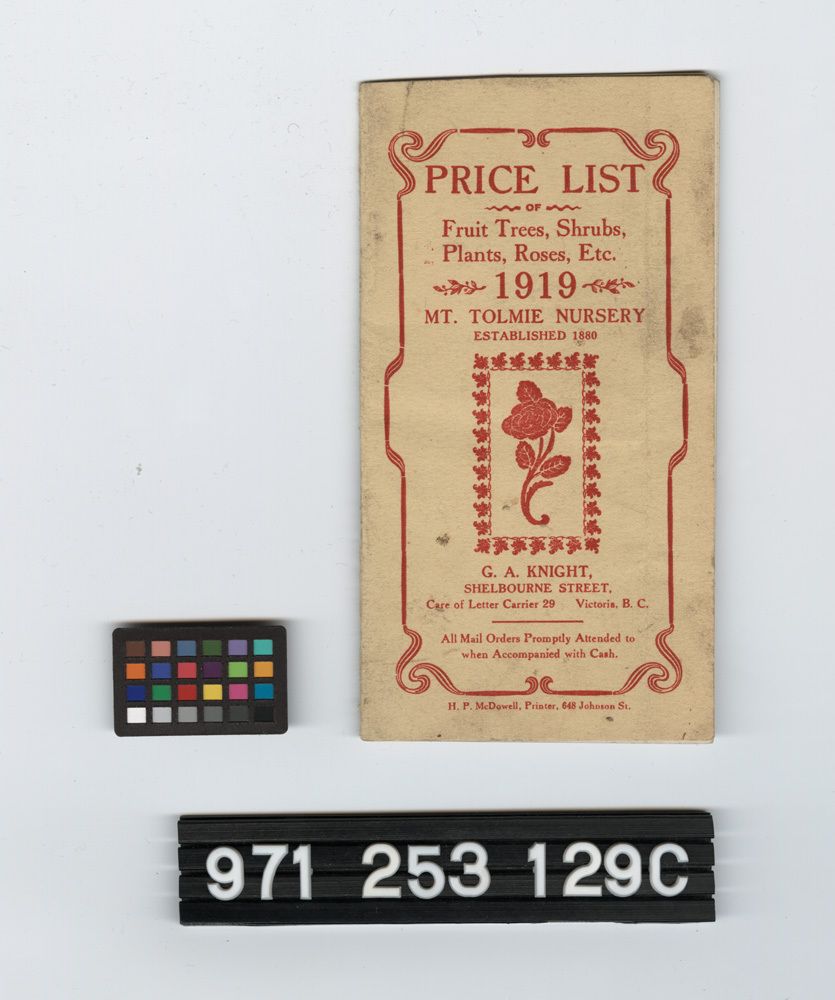 PRICE LIST
OF
Fruit Trees, Shrubs,
Plants, Roses, Etc.
1919
MT. TOLMIE NURSERY
ESTABLISHED 1880
G. A. KNIGHT,
SHELBOURNE STREET,
Care of Letter Carrier 29 Victoria, B. C.
All Mail Orders Promptly Attended to
when Accompanied with Cash.
H. P. McDowell, Printer, 648 Johnson St.
971 253 129C